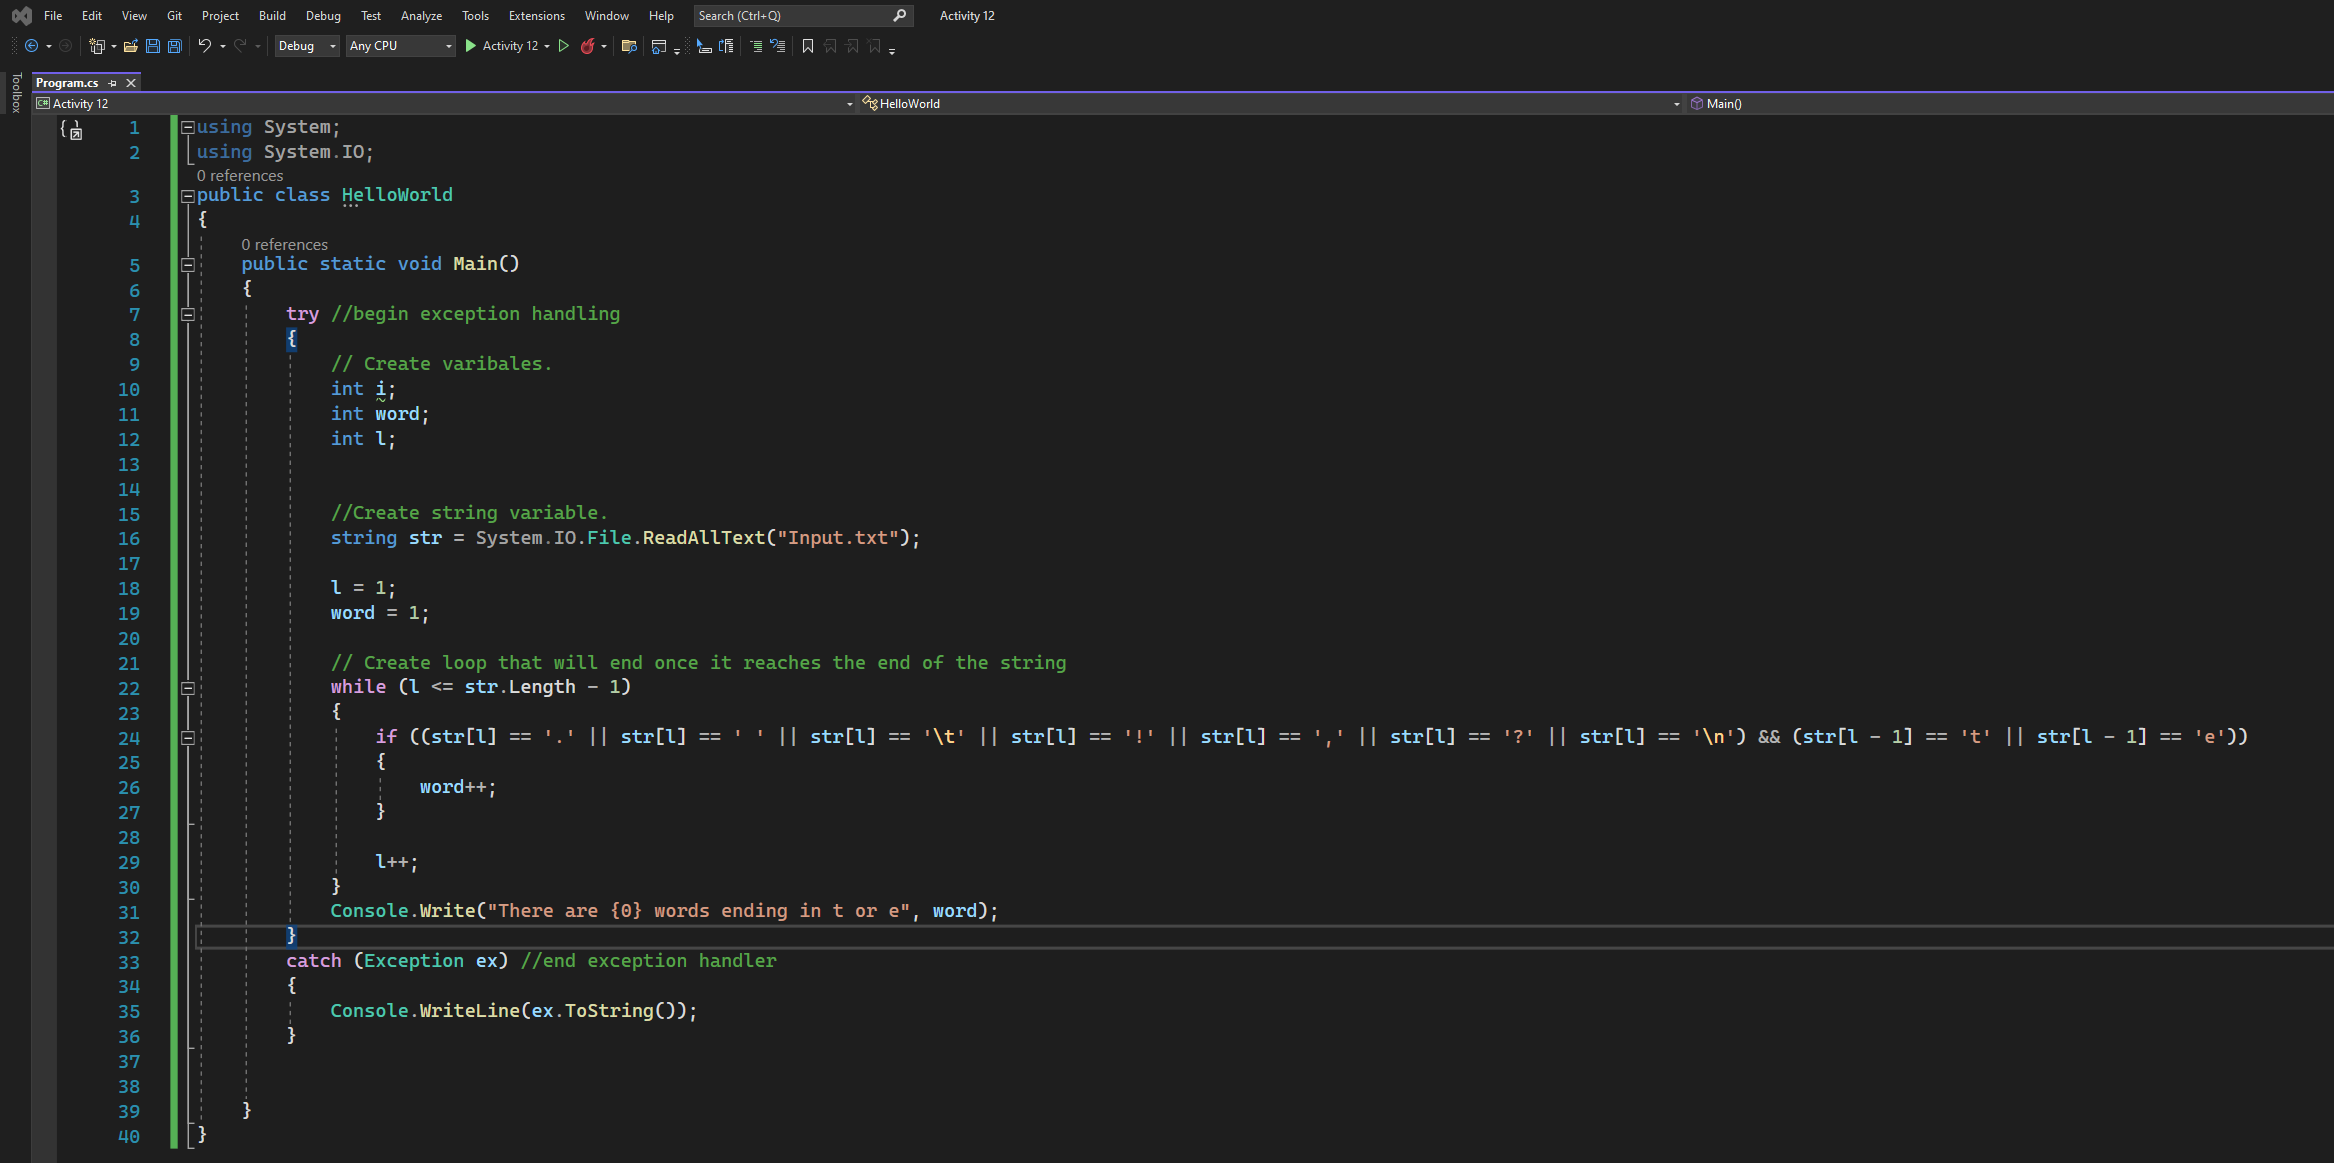 File Edit View Git Project Build Debug Test Analyze Tools Extensions Window Help Search (Ctrl+Q) Activity 12
Debug Any CPU Activity 12
Toolbox
Program.cs
Activity 12 HelloWorld Main()
1 using System;
2 using System.IO;
0 references
3 public class HelloWorld
4 {
0 references
5 public static void Main()
6 {
7 try //begin exception handling
8 {
9 // Create varibales.
10 int i;
11 int word;
12 int l;
13
14
15 //Create string variable.
16 string str = System.IO.File.ReadAllText("Input.txt");
17
18 l = 1;
19 word = 1;
20
21 // Create loop that will end once it reaches the end of the string
22 while (l <= str.Length - 1)
23 {
24 if ((str[l] == '.' || str[l] == ' ' || str[l] == '\t' || str[l] == '!' || str[l] == ',' || str[l] == '?' || str[l] == '\n') && (str[l - 1] == 't' || str[l - 1] == 'e'))
25 {
26 word++;
27 }
28
29 l++;
30 }
31 Console.Write("There are {0} words ending in t or e", word);
32 }
33 catch (Exception ex) //end exception handler
34 {
35 Console.WriteLine(ex.ToString());
36 }
37
38
39 }
40 }